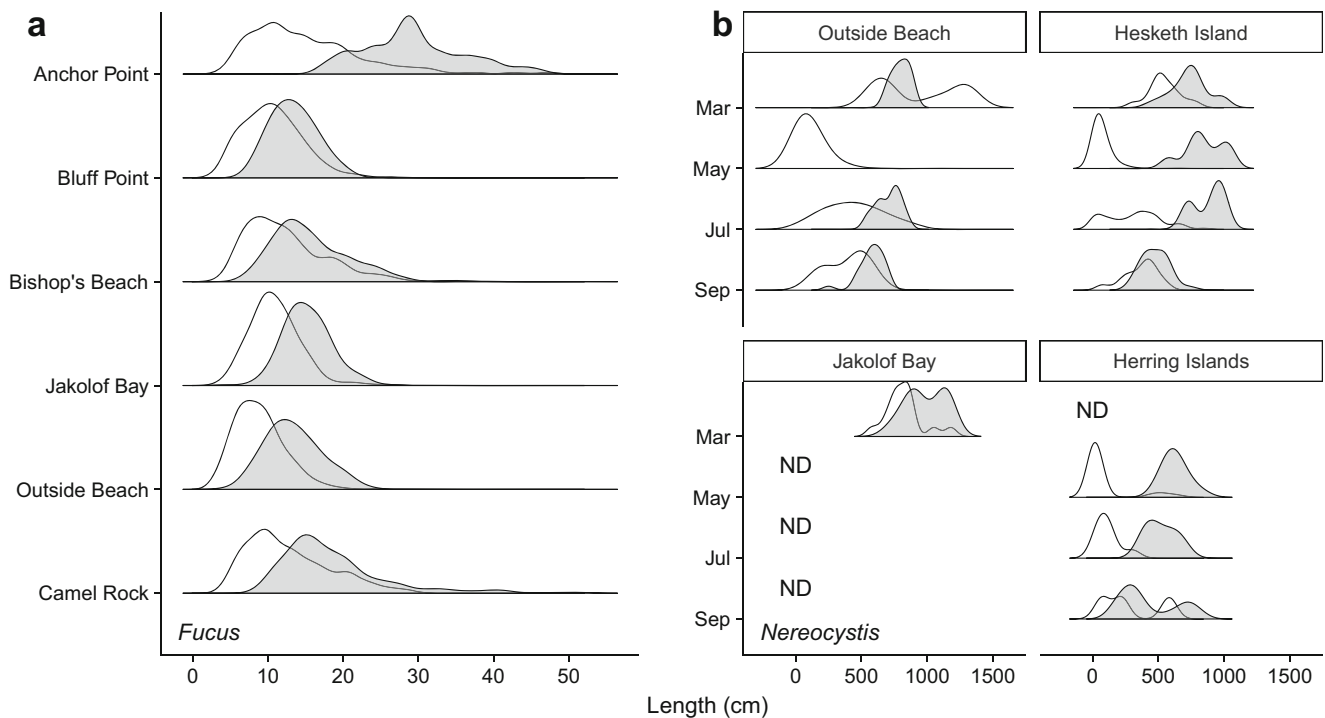 a
Anchor Point
Bluff Point
Bishop's Beach
Jakolof Bay
Outside Beach
Camel Rock
Fucus
0 10 20 30 40 50
b
Outside Beach Hesketh Island
Mar
May
Jul
Sep
Jakolof Bay Herring Islands
Mar ND
ND
May
ND
Jul
ND
Sep
Nereocystis
0 500 1000 1500 0 500 1000 1500
Length (cm)